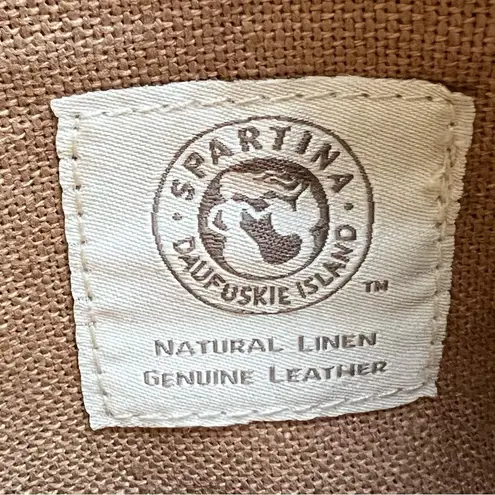 • SPARTINA •
DAUFUSKIE ISLAND
TM
NATURAL LINEN
GENUINE LEATHER